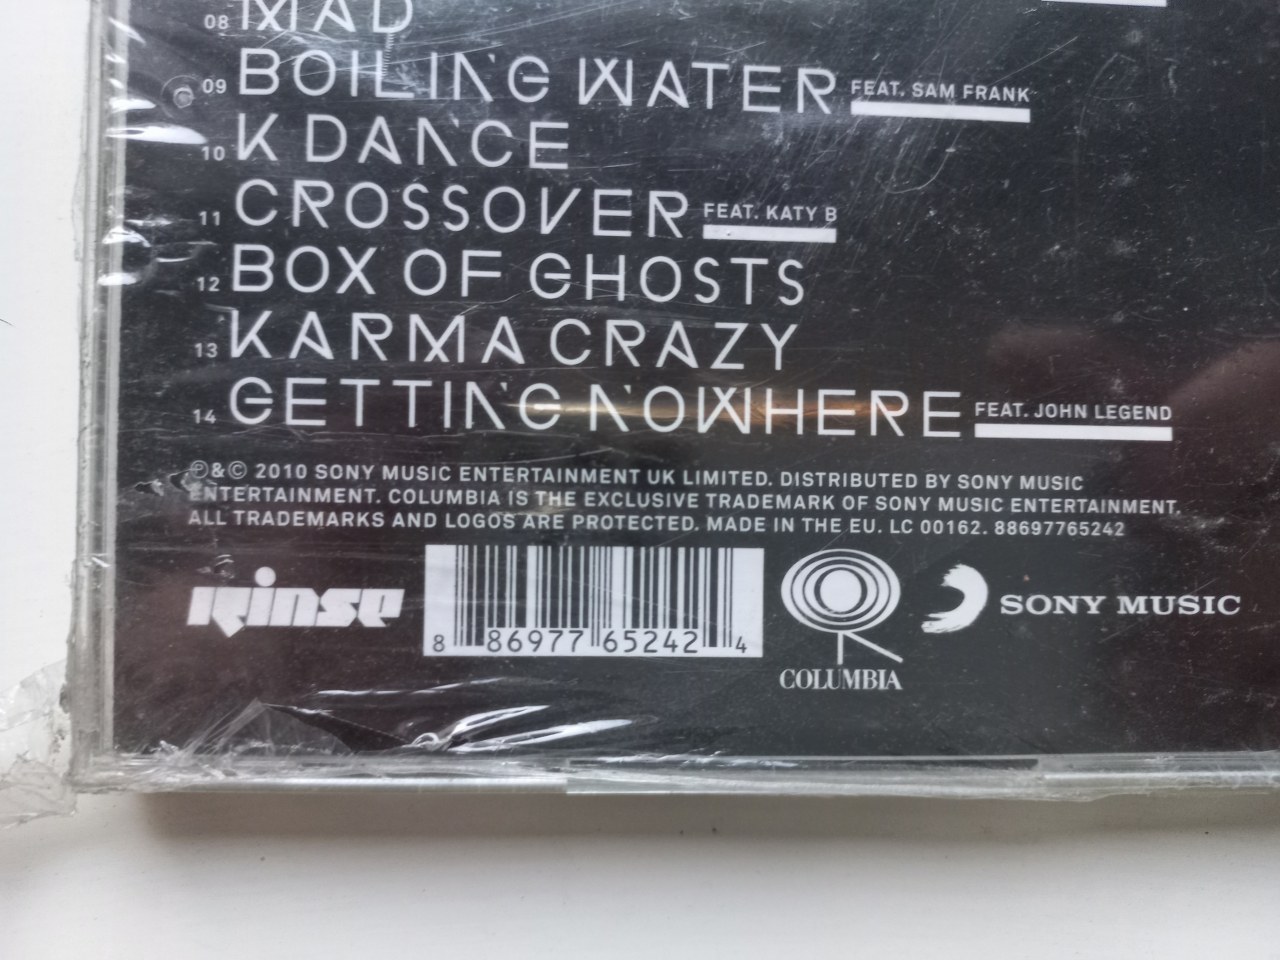 08 MAD
09 BOILING WATER FEAT. SAM FRANK
10 K DANCE
11 CROSSOVER FEAT. KATY B
12 BOX OF GHOSTS
13 KARMA CRAZY
14 GETTING NOWHERE FEAT. JOHN LEGEND
℗&© 2010 SONY MUSIC ENTERTAINMENT UK LIMITED. DISTRIBUTED BY SONY MUSIC
ENTERTAINMENT. COLUMBIA IS THE EXCLUSIVE TRADEMARK OF SONY MUSIC ENTERTAINMENT.
ALL TRADEMARKS AND LOGOS ARE PROTECTED. MADE IN THE EU. LC 00162. 88697765242
rinse
8 86977 65242 4
COLUMBIA
SONY MUSIC